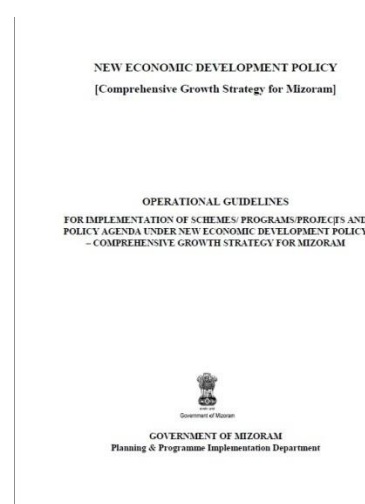 NEW ECONOMIC DEVELOPMENT POLICY
[Comprehensive Growth Strategy for Mizoram]
OPERATIONAL GUIDELINES
FOR IMPLEMENTATION OF SCHEMES/ PROGRAMS/PROJECTS AND
POLICY AGENDA UNDER NEW ECONOMIC DEVELOPMENT POLICY
– COMPREHENSIVE GROWTH STRATEGY FOR MIZORAM
Government of Mizoram
GOVERNMENT OF MIZORAM
Planning & Programme Implementation Department